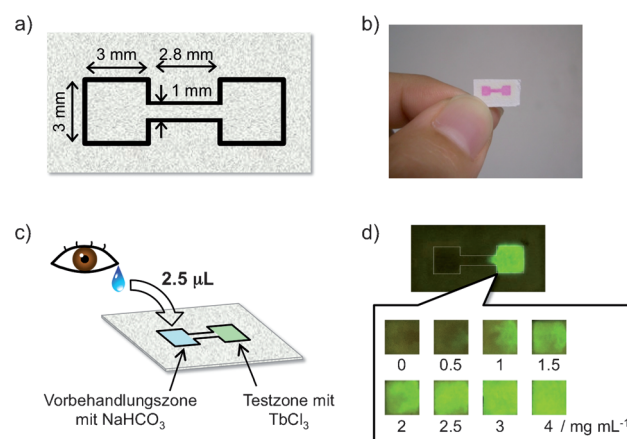 a)
3 mm
2.8 mm
1 mm
3 mm
b)
c)
2.5 µL
Vorbehandlungszone
mit NaHCO₃
Testzone mit
TbCl₃
d)
0 0.5 1 1.5
2 2.5 3 4 / mg mL⁻¹